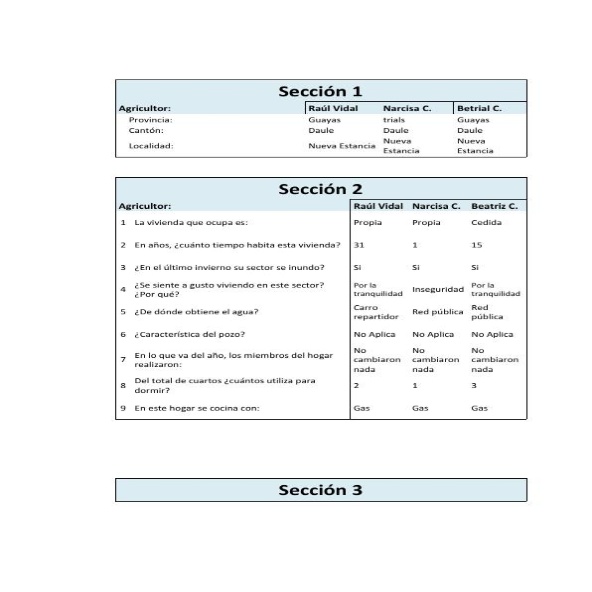 Sección 1
Agricultor: Raúl Vidal Narcisa C. Betrial C.
Provincia: Guayas trials Guayas
Cantón: Daule Daule Daule
Localidad: Nueva Estancia Nueva Estancia Nueva Estancia
Sección 2
Agricultor: Raúl Vidal Narcisa C. Beatriz C.
1 La vivienda que ocupa es: Propia Propia Cedida
2 En años, ¿cuánto tiempo habita esta vivienda? 31 1 15
3 ¿En el último invierno su sector se inundo? Si Si Si
4 ¿Se siente a gusto viviendo en este sector? ¿Por qué? Por la tranquilidad Inseguridad Por la tranquilidad
5 ¿De dónde obtiene el agua? Carro repartidor Red pública Red pública
6 ¿Característica del pozo? No Aplica No Aplica No Aplica
7 En lo que va del año, los miembros del hogar realizaron: No cambiaron nada No cambiaron nada No cambiaron nada
8 Del total de cuartos ¿cuántos utiliza para dormir? 2 1 3
9 En este hogar se cocina con: Gas Gas Gas
Sección 3